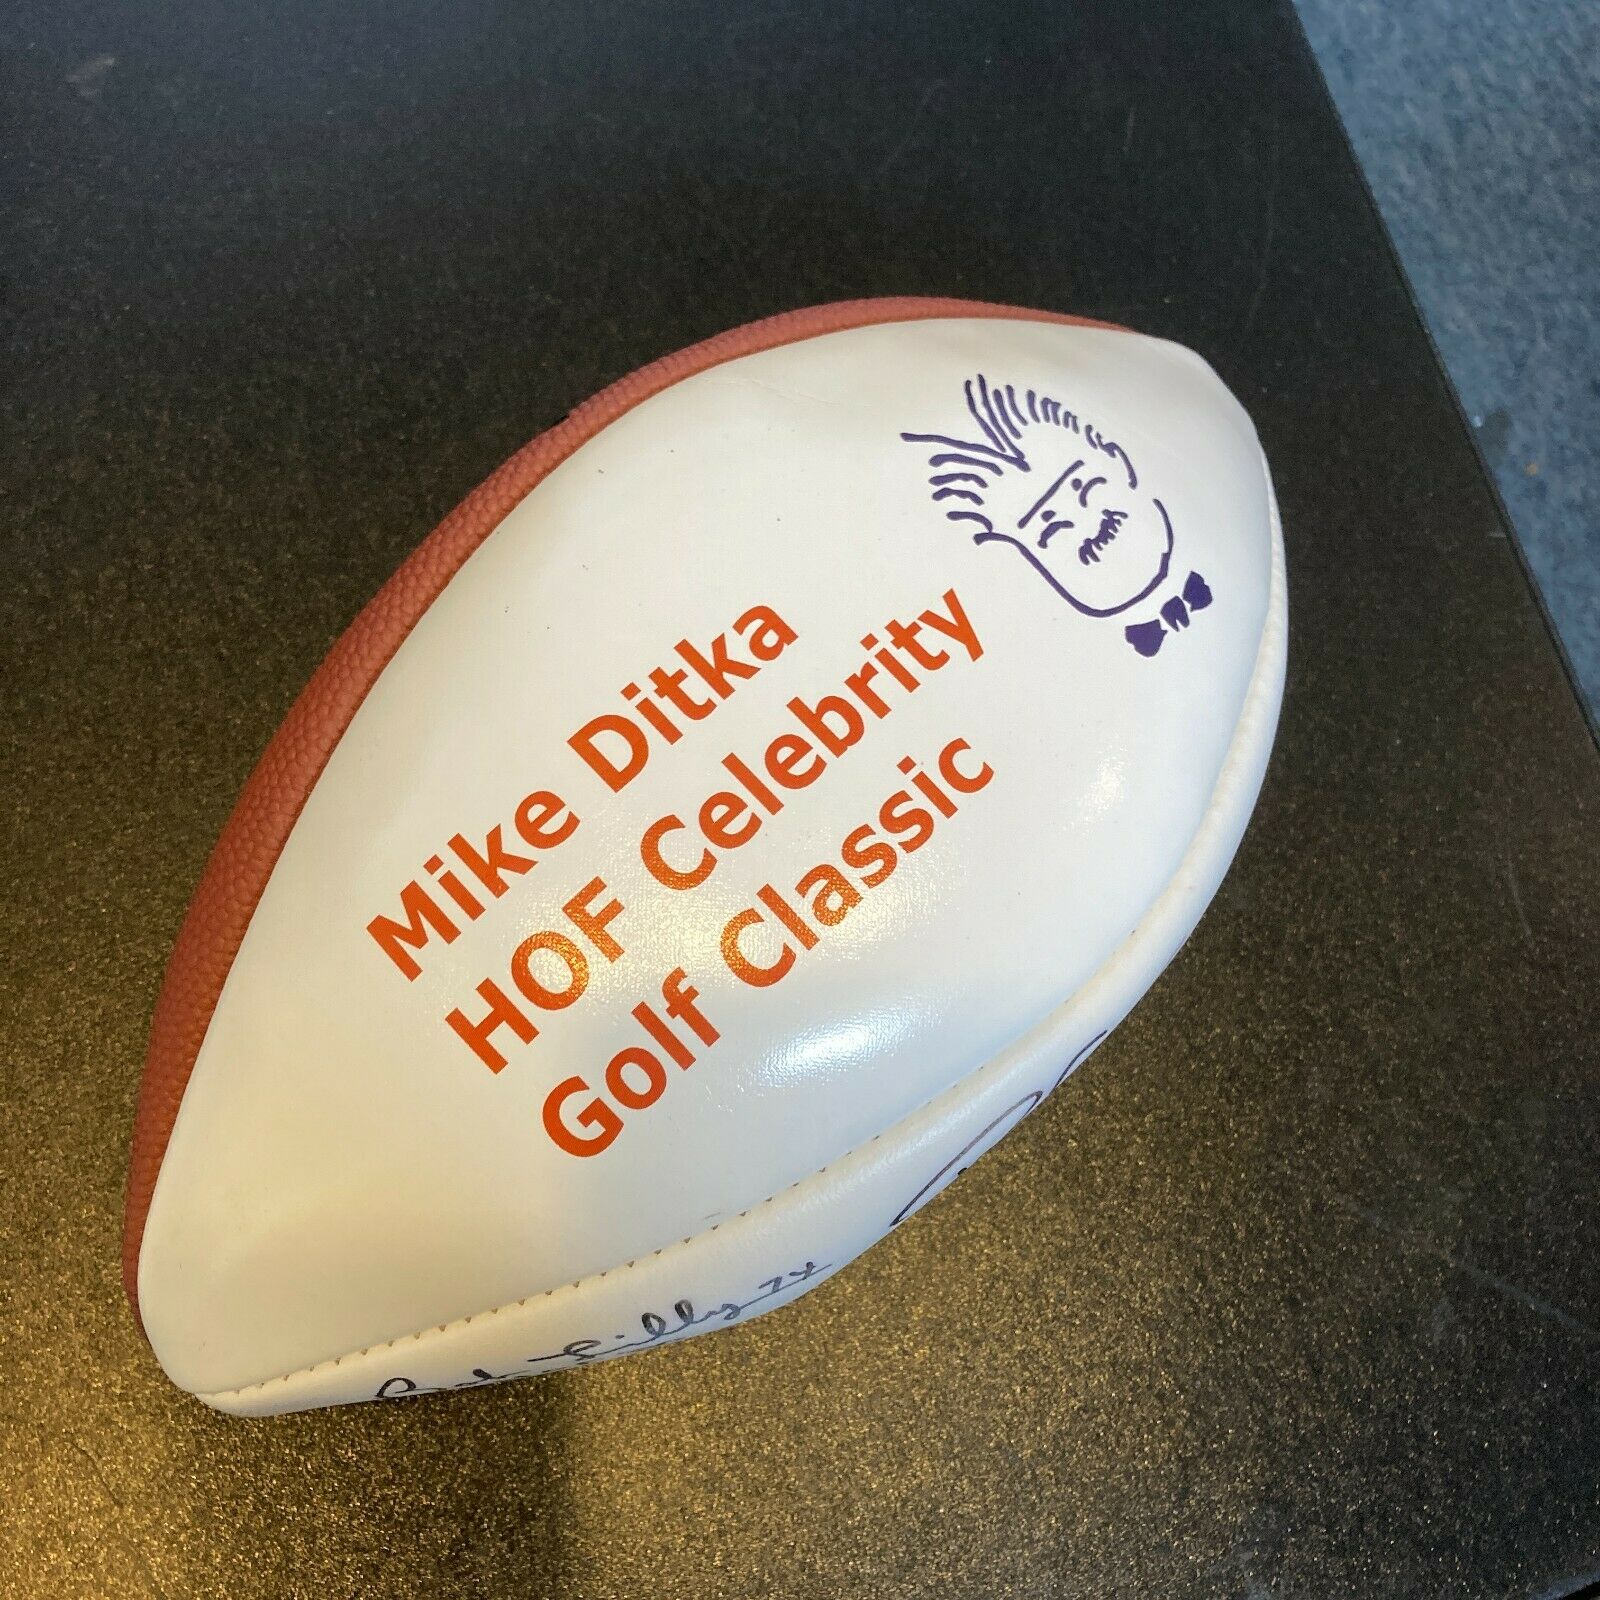 Mike Ditka
HOF Celebrity
Golf Classic